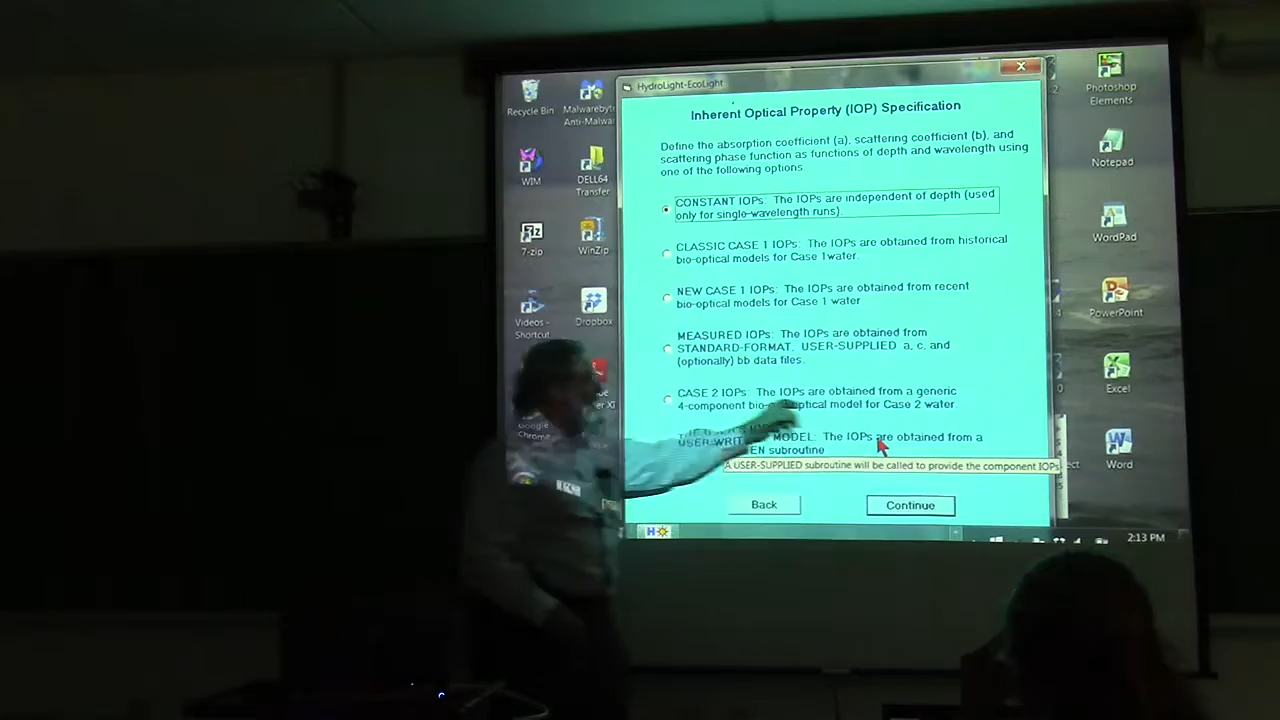 HydroLight-EcoLight
Inherent Optical Property (IOP) Specification
Define the absorption coefficient (a), scattering coefficient (b), and
scattering phase function as functions of depth and wavelength using
one of the following options.
CONSTANT IOPs: The IOPs are independent of depth (used
only for single-wavelength runs).
CLASSIC CASE 1 IOPs: The IOPs are obtained from historical
bio-optical models for Case 1water.
NEW CASE 1 IOPs: The IOPs are obtained from recent
bio-optical models for Case 1 water
MEASURED IOPs: The IOPs are obtained from
STANDARD-FORMAT, USER-SUPPLIED a, c, and
(optionally) bb data files.
CASE 2 IOPs: The IOPs are obtained from a generic
4-component bio-optical model for Case 2 water.
MODEL: The IOPs are obtained from a
subroutine
A USER-SUPPLIED subroutine will be called to provide the component IOPs
Back
Continue
Recycle Bin
Malwareb
Anti-Malwar
WIM
DELL64
Transfer
7-zip
WinZip
Videos -
Shortcut
Dropbox
Google
Chrome
Photoshop
Elements
Notepad
WordPad
PowerPoint
Excel
Word
2:13 PM